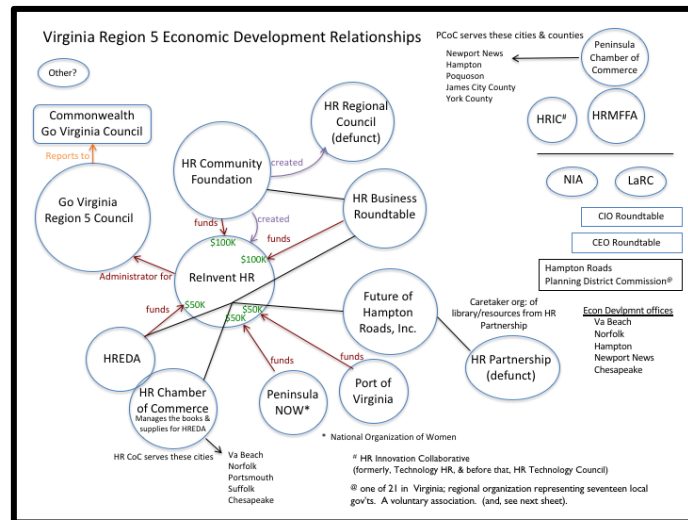 Virginia Region 5 Economic Development Relationships
Other?
Commonwealth
Go Virginia Council
Reports to
Go Virginia
Region 5 Council
Administrator for
HR Community
Foundation
created
HR Regional
Council
(defunct)
created
funds
$100K
HR Business
Roundtable
funds
$100K
ReInvent HR
$50K
$50K
$50K
funds
HREDA
HR Chamber
of Commerce
Manages the books &
supplies for HREDA
HR CoC serves these cities
Va Beach
Norfolk
Portsmouth
Suffolk
Chesapeake
funds
Peninsula
NOW*
funds
Port of
Virginia
* National Organization of Women
Future of
Hampton
Roads, Inc.
Caretaker org: of
library/resources from HR
Partnership
HR Partnership
(defunct)
PCoC serves these cities & counties
Newport News
Hampton
Poquoson
James City County
York County
Peninsula
Chamber of
Commerce
HRIC#
HRMFFA
NIA
LaRC
CIO Roundtable
CEO Roundtable
Hampton Roads
Planning District Commission@
Econ Devlpmnt offices
Va Beach
Norfolk
Hampton
Newport News
Chesapeake
# HR Innovation Collaborative
(formerly, Technology HR, & before that, HR Technology Council)
@ one of 21 in Virginia; regional organization representing seventeen local
gov'ts. A voluntary association. (and, see next sheet).